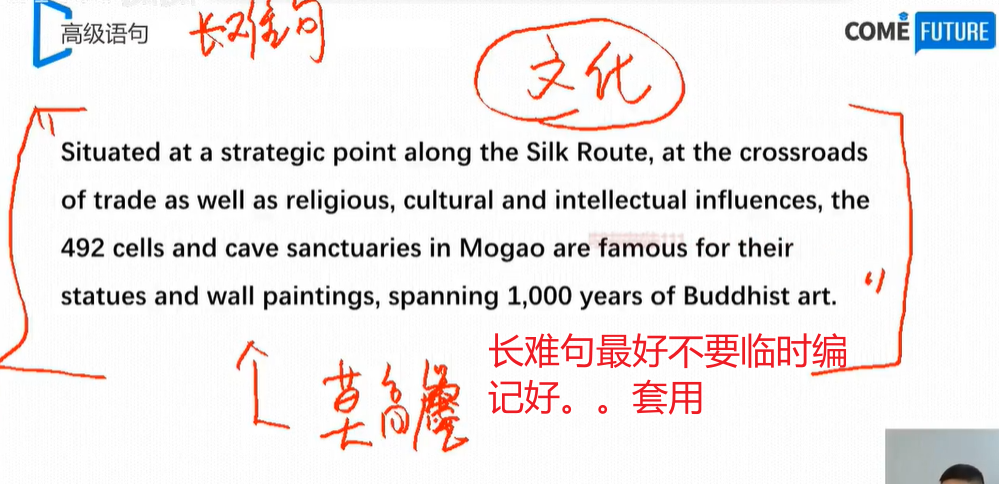 高级语句
长难句
COME FUTURE
文化
Situated at a strategic point along the Silk Route, at the crossroads
of trade as well as religious, cultural and intellectual influences, the
492 cells and cave sanctuaries in Mogao are famous for their
statues and wall paintings, spanning 1,000 years of Buddhist art.
长难句最好不要临时编
记好。。套用
莫高